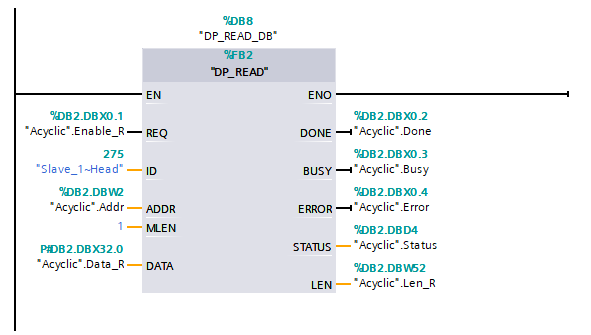 %DB8
"DP_READ_DB"
%FB2
"DP_READ"
EN
ENO
%DB2.DBX0.1
"Acyclic".Enable_R
REQ
DONE
%DB2.DBX0.2
"Acyclic".Done
275
"Slave_1~Head"
ID
BUSY
%DB2.DBX0.3
"Acyclic".Busy
%DB2.DBW2
"Acyclic".Addr
ADDR
ERROR
%DB2.DBX0.4
"Acyclic".Error
1
MLEN
STATUS
%DB2.DBD4
"Acyclic".Status
P#DB2.DBX32.0
"Acyclic".Data_R
DATA
LEN
%DB2.DBW52
"Acyclic".Len_R